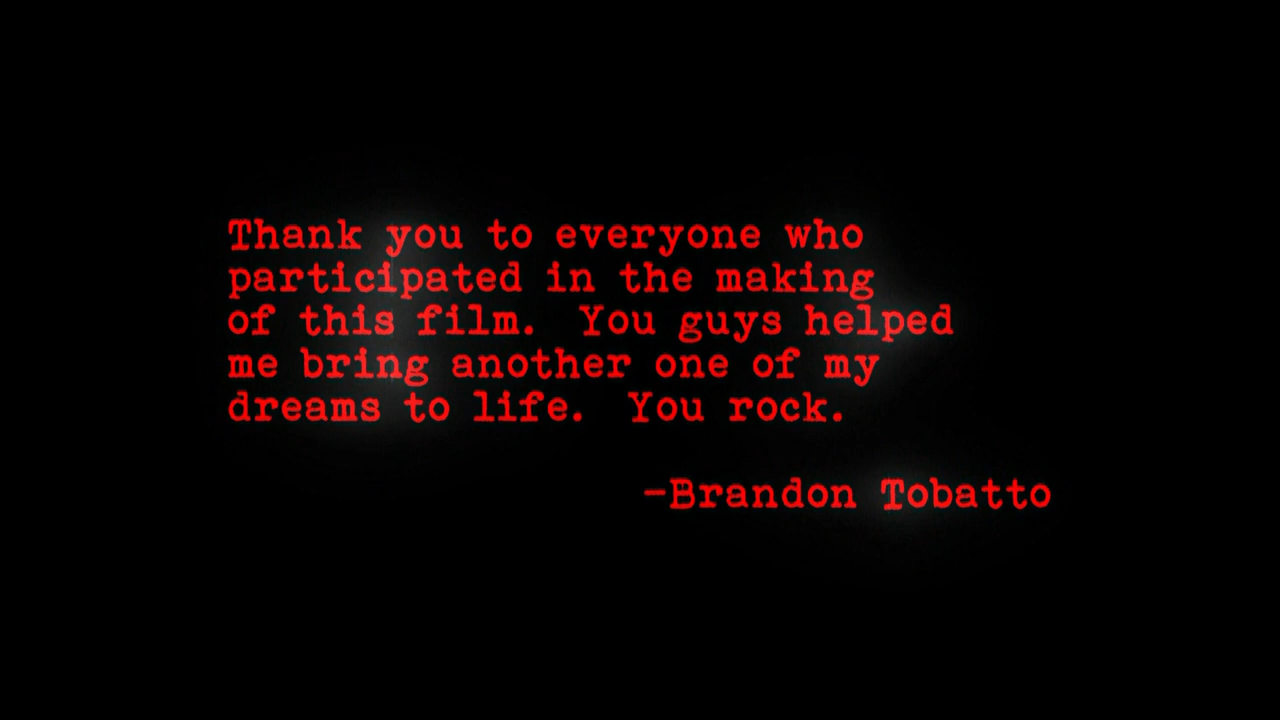 Thank you to everyone who
participated in the making
of this film.  You guys helped
me bring another one of my
dreams to life.  You rock.
-Brandon Tobatto